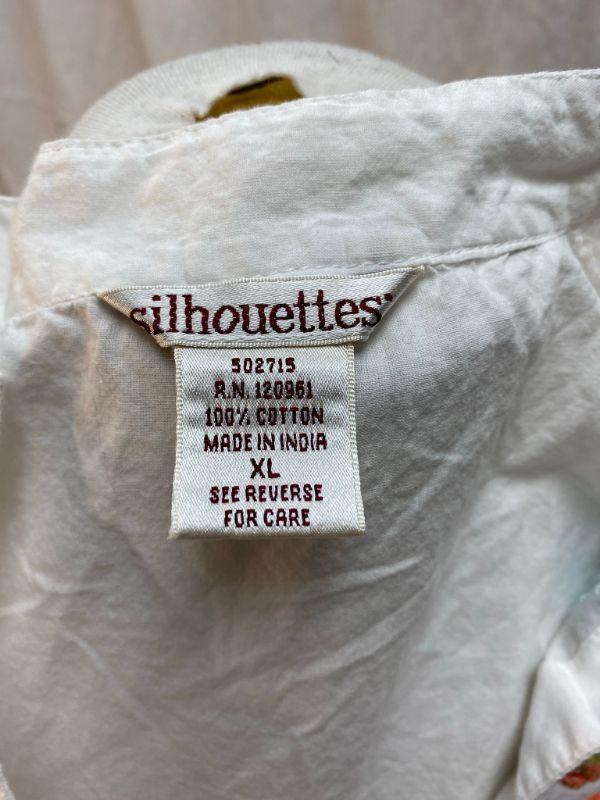 silhouettes
502715
R.N. 120961
100% COTTON
MADE IN INDIA
XL
SEE REVERSE
FOR CARE